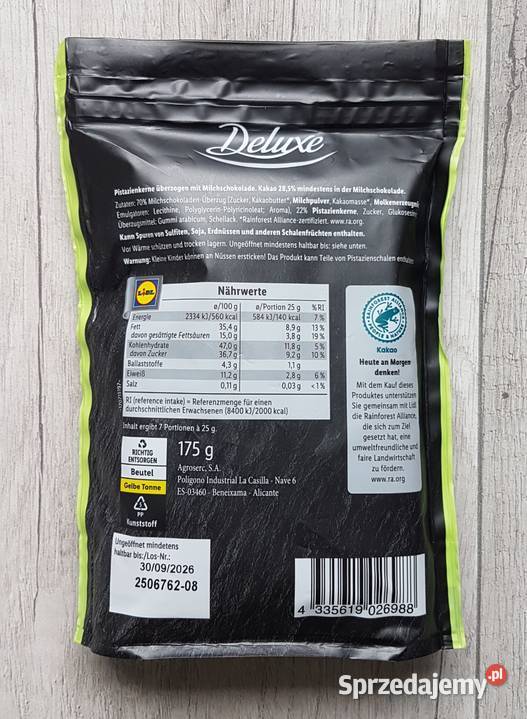 Deluxe
Pistazienkerne überzogen mit Milchschokolade. Kakao 28,5% mindestens in der Milchschokolade.
Zutaten: 70% Milchschokoladen-Überzug (Zucker, Kakaobutter*, Milchpulver, Kakaomasse*, Molkenerzeugnis
Emulgatoren: Lecithine, Polyglycerin-Polyricinoleat; Aroma), 22% Pistazienkerne, Zucker, Glukosesi
Überzugsmittel: Gummi arabicum, Schellack. *Rainforest Alliance-zertifiziert. www.ra.org.
Kann Spuren von Sulfiten, Soja, Erdnüssen und anderen Schalenfrüchten enthalten.
Vor Wärme schützen und trocken lagern. Ungeöffnet mindestens haltbar bis: siehe unten.
Warnung: Kleine Kinder können an Nüssen ersticken! Das Produkt kann Teile von Pistazienschalen enthalten
LIDL
Nährwerte
ø/100 g ø/Portion 25 g %RI
Energie 2334 kJ/560 kcal 584 kJ/140 kcal 7 %
Fett 35,4 g 8,9 g 13 %
davon gesättigte Fettsäuren 15,0 g 3,8 g 19 %
Kohlenhydrate 47,0 g 11,8 g 5 %
davon Zucker 36,7 g 9,2 g 10 %
Ballaststoffe 4,3 g 1,1 g
Eiweiß 11,2 g 2,8 g 6 %
Salz 0,11 g 0,03 g <1 %
RI (reference intake) = Referenzmenge für einen
durchschnittlichen Erwachsenen (8400 kJ/2000 kcal)
Inhalt ergibt 7 Portionen à 25 g.
RAINFOREST ALLIANCE
PEOPLE & NATURE
Kakao
Heute an Morgen
denken!
Mit dem Kauf dieses
Produktes unterstützen
Sie gemeinsam mit Lidl
die Rainforest Alliance,
die sich zum Ziel
gesetzt hat, eine
umweltfreundliche und
faire Landwirtschaft
zu fördern.
www.ra.org
RICHTIG
ENTSORGEN
Beutel
Gelbe Tonne
PP
Kunststoff
175 g
Agroserc, S.A.
Poligono Industrial La Casilla - Nave 6
ES-03460 - Beneixama - Alicante
Ungeöffnet mindetens
haltbar bis:/Los-Nr.:
30/09/2026
2506762-08
4 335619 026988
Sprzedajemy.pl